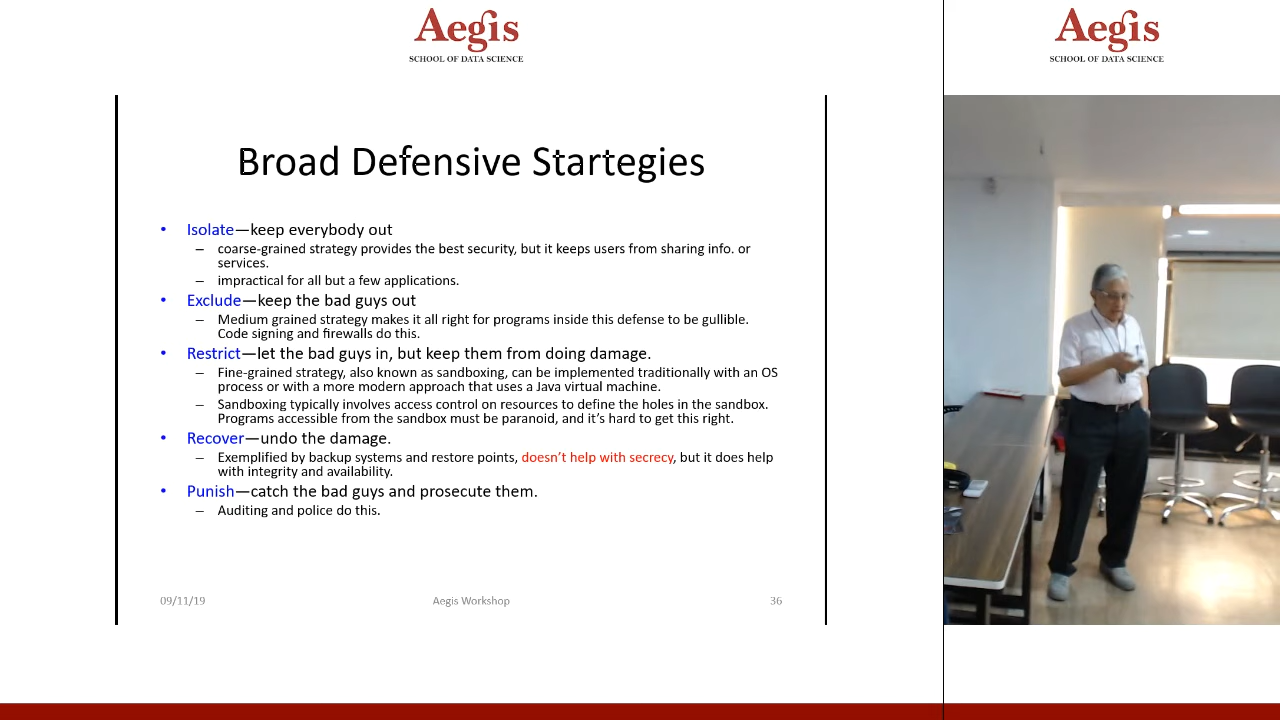 Aegis
SCHOOL OF DATA SCIENCE
Aegis
SCHOOL OF DATA SCIENCE
Broad Defensive Startegies
• Isolate—keep everybody out
– coarse-grained strategy provides the best security, but it keeps users from sharing info. or
services.
– impractical for all but a few applications.
• Exclude—keep the bad guys out
– Medium grained strategy makes it all right for programs inside this defense to be gullible.
Code signing and firewalls do this.
• Restrict—let the bad guys in, but keep them from doing damage.
– Fine-grained strategy, also known as sandboxing, can be implemented traditionally with an OS
process or with a more modern approach that uses a Java virtual machine.
– Sandboxing typically involves access control on resources to define the holes in the sandbox.
Programs accessible from the sandbox must be paranoid, and it’s hard to get this right.
• Recover—undo the damage.
– Exemplified by backup systems and restore points, doesn’t help with secrecy, but it does help
with integrity and availability.
• Punish—catch the bad guys and prosecute them.
– Auditing and police do this.
09/11/19
Aegis Workshop
36